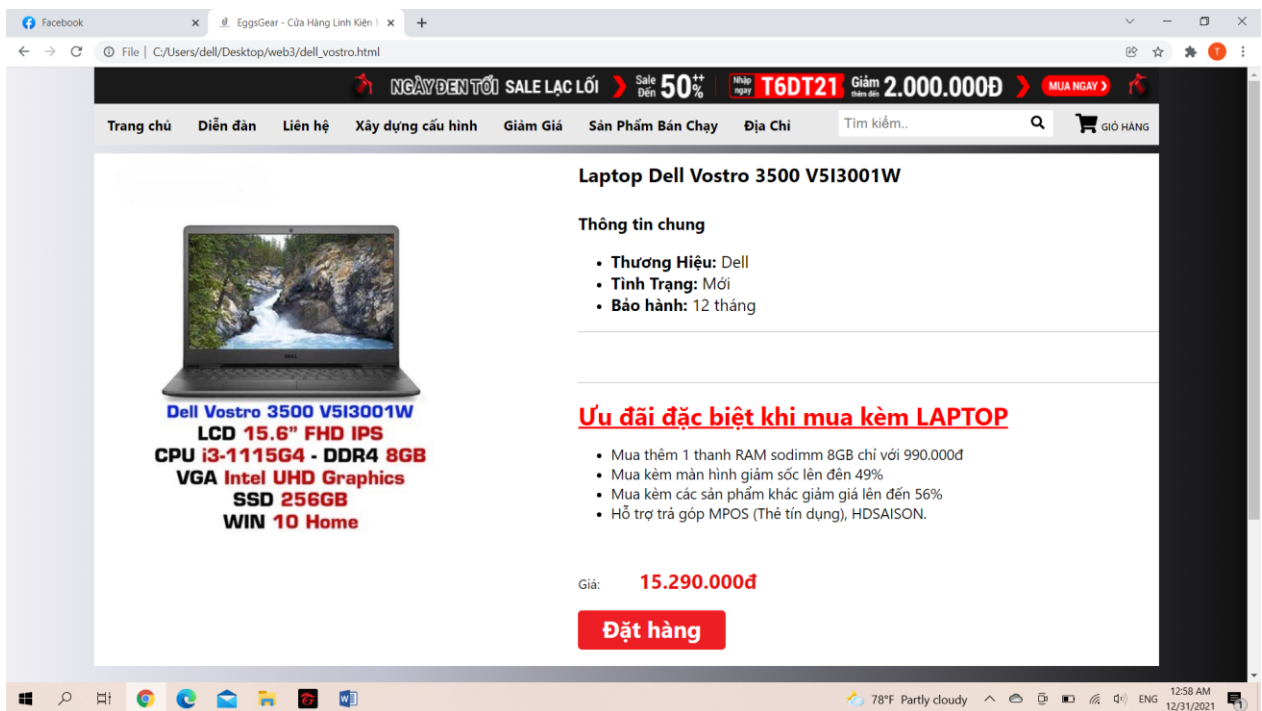 Facebook
EggsGear - Cửa Hàng Linh Kiện
File | C:/Users/dell/Desktop/web3/dell_vostro.html
NGÀY ĐEN TỐI SALE LẠC LỐI Sale Đến 50++% Nhập ngay T6DT21 Giảm thêm đến 2.000.000Đ MUA NGAY
Trang chủ Diễn đàn Liên hệ Xây dựng cấu hình Giảm Giá Sản Phẩm Bán Chạy Địa Chỉ Tìm kiếm.. GIỎ HÀNG
Laptop Dell Vostro 3500 V5I3001W
Thông tin chung
Thương Hiệu: Dell
Tình Trạng: Mới
Bảo hành: 12 tháng
DELL
Dell Vostro 3500 V5I3001W
LCD 15.6” FHD IPS
CPU i3-1115G4 - DDR4 8GB
VGA Intel UHD Graphics
SSD 256GB
WIN 10 Home
Ưu đãi đặc biệt khi mua kèm LAPTOP
Mua thêm 1 thanh RAM sodimm 8GB chỉ với 990.000đ
Mua kèm màn hình giảm sốc lên đên 49%
Mua kèm các sản phẩm khác giảm giá lên đến 56%
Hỗ trợ trả góp MPOS (Thẻ tín dụng), HDSAISON.
Giá: 15.290.000đ
Đặt hàng
78°F Partly cloudy ENG 12:58 AM
12/31/2021